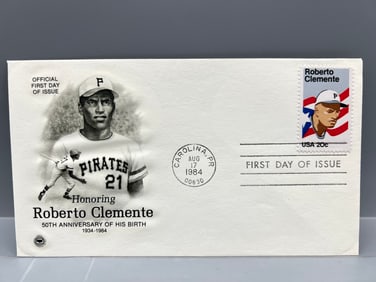 OFFICIAL
FIRST DAY
OF ISSUE
P
PIRATES
21
Honoring
Roberto Clemente
50TH ANNIVERSARY OF HIS BIRTH
1934-1984
CAROLINA, PR
AUG
17
1984
00630
FIRST DAY OF ISSUE
Roberto
Clemente
P
USA 20c